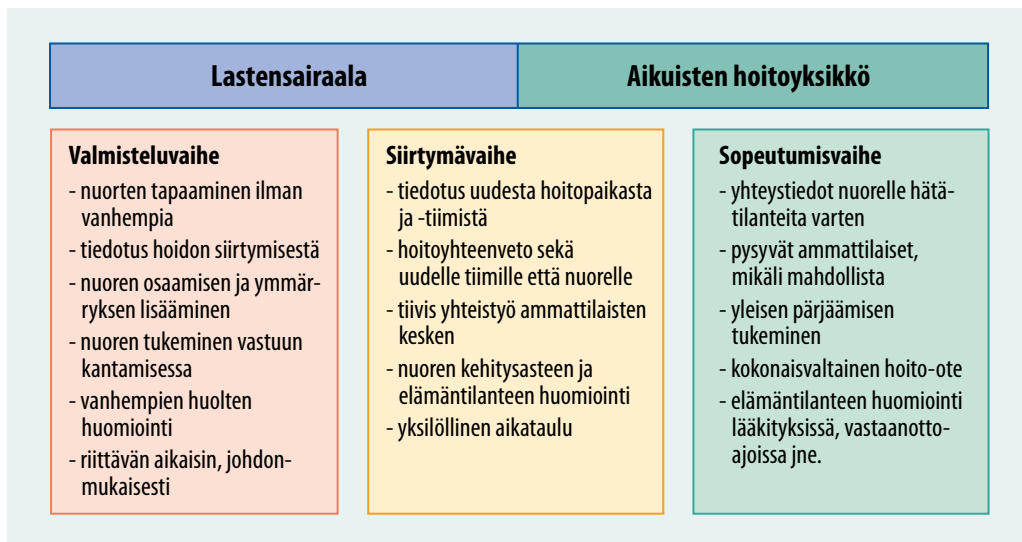 Lastensairaala
Aikuisten hoitoyksikkö
Valmisteluvaihe
- nuorten tapaaminen ilman
vanhempia
- tiedotus hoidon siirtymisestä
- nuoren osaamisen ja ymmär-
ryksen lisääminen
- nuoren tukeminen vastuun
kantamisessa
- vanhempien huolten
huomiointi
- riittävän aikaisin, johdon-
mukaisesti
Siirtymävaihe
- tiedotus uudesta hoitopaikasta
ja -tiimistä
- hoitoyhteenveto sekä
uudelle tiimille että nuorelle
- tiivis yhteistyö ammattilaisten
kesken
- nuoren kehitysasteen ja
elämäntilanteen huomiointi
- yksilöllinen aikataulu
Sopeutumisvaihe
- yhteystiedot nuorelle hätä-
tilanteita varten
- pysyvät ammattilaiset,
mikäli mahdollista
- yleisen pärjäämisen
tukeminen
- kokonaisvaltainen hoito-ote
- elämäntilanteen huomiointi
lääkityksissä, vastaanotto-
ajoissa jne.